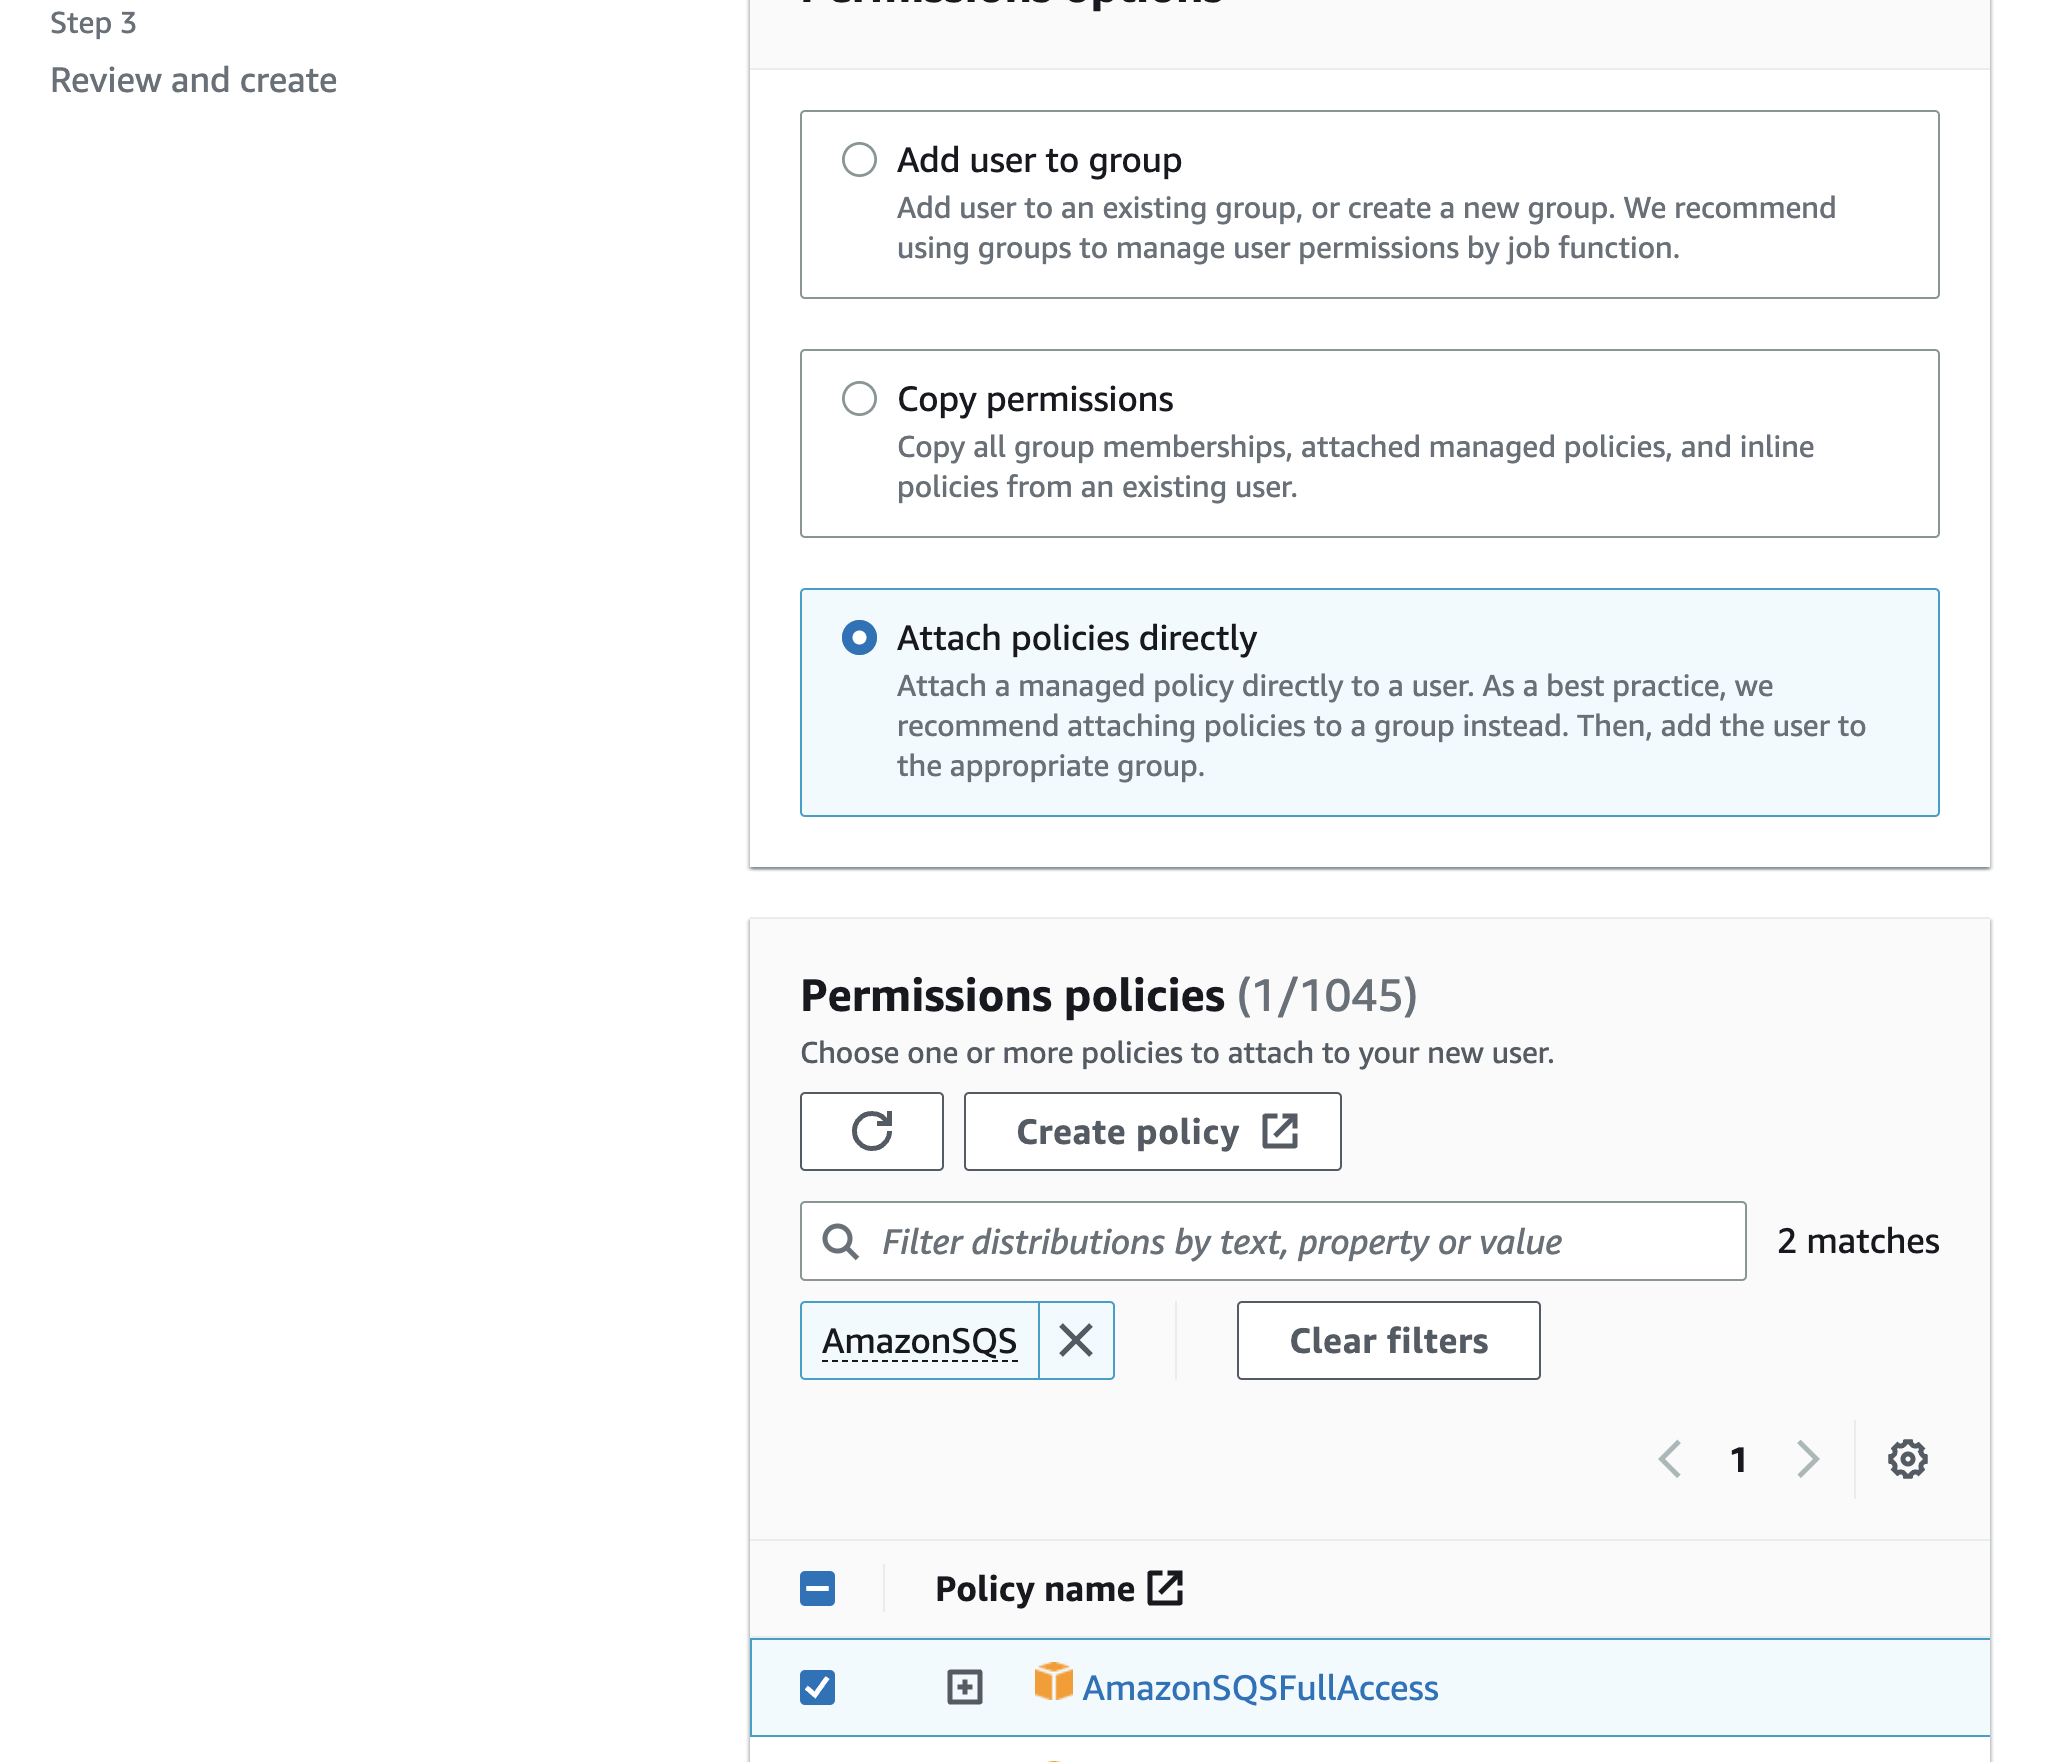 Step 3
Review and create
Permissions options
Add user to group
Add user to an existing group, or create a new group. We recommend
using groups to manage user permissions by job function.
Copy permissions
Copy all group memberships, attached managed policies, and inline
policies from an existing user.
Attach policies directly
Attach a managed policy directly to a user. As a best practice, we
recommend attaching policies to a group instead. Then, add the user to
the appropriate group.
Permissions policies (1/1045)
Choose one or more policies to attach to your new user.
Create policy
Filter distributions by text, property or value
2 matches
AmazonSQS
Clear filters
1
Policy name
AmazonSQSFullAccess